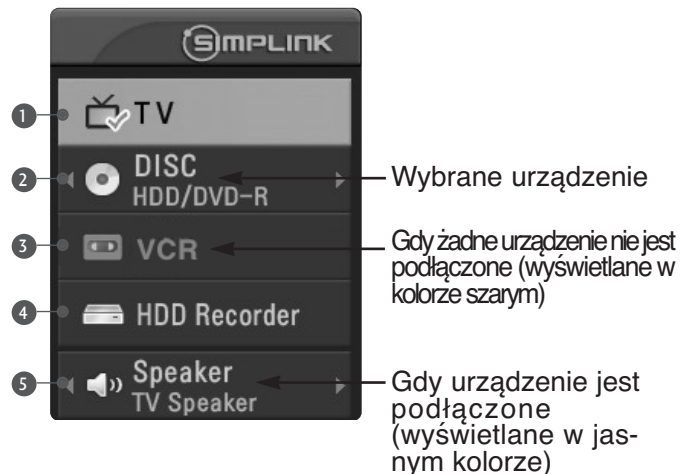 SIMPLINK
1 TV
2 DISC
HDD/DVD-R
Wybrane urządzenie
3 VCR
Gdy żadne urządzenie nie jest
podłączone (wyświetlane w
kolorze szarym)
4 HDD Recorder
5 Speaker
TV Speaker
Gdy urządzenie jest
podłączone
(wyświetlane w jas-
nym kolorze)